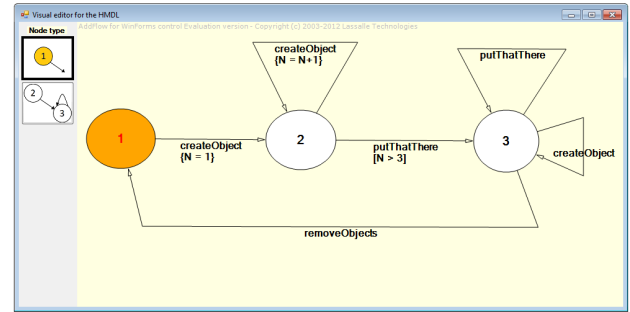 Visual editor for the HMDL
Node type
Addflow for WinForms control Evaluation version - Copyright (c) 2003-2012 Lassalle Technologies
1
2
3
createObject
{N = N+1}
putThatThere
1
createObject
{N = 1}
2
putThatThere
[N > 3]
3
createObject
removeObjects